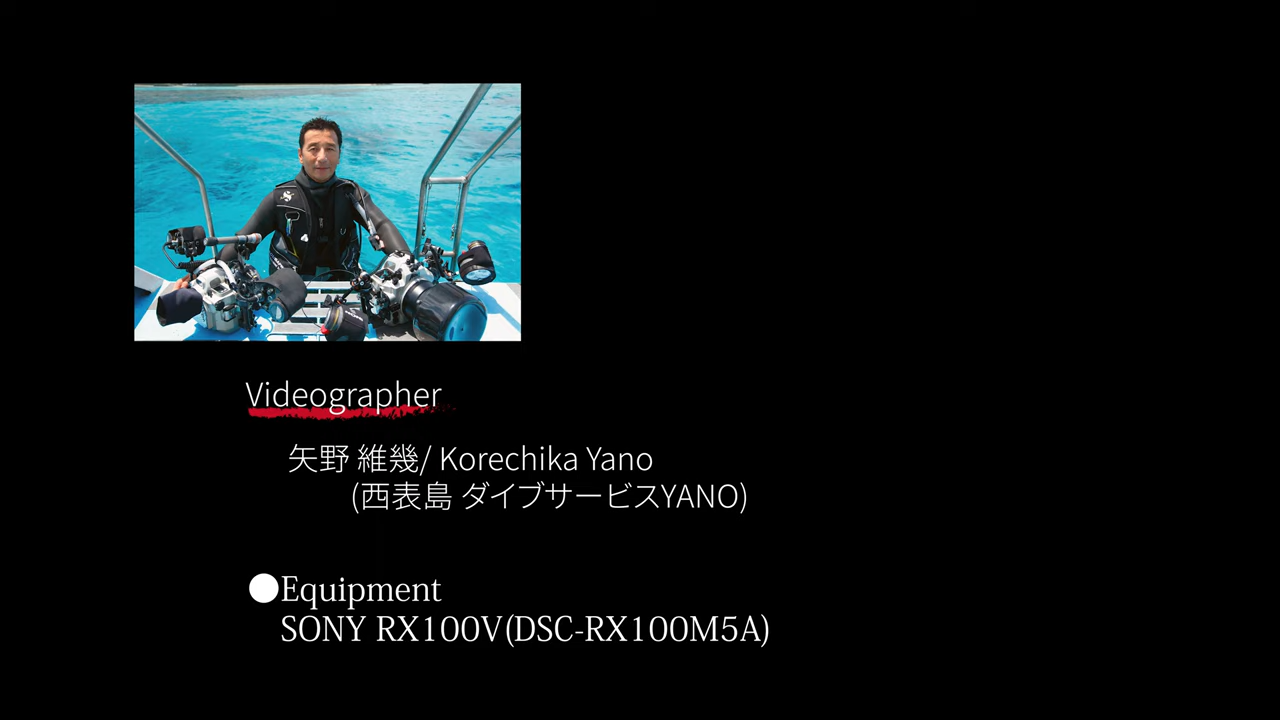 Videographer
矢野 維幾/ Korechika Yano
(西表島 ダイブサービスYANO)
●Equipment
SONY RX100V(DSC-RX100M5A)